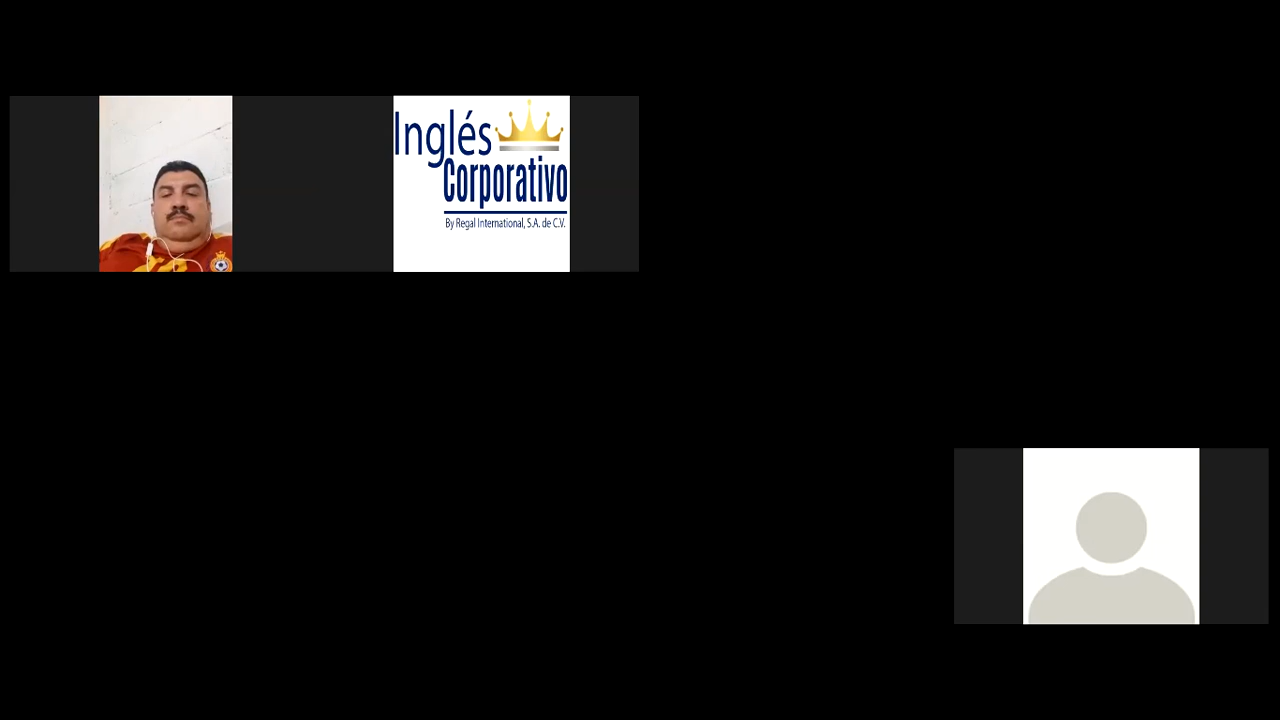 Inglés
Corporativo
By Regal International, S.A. de C.V.